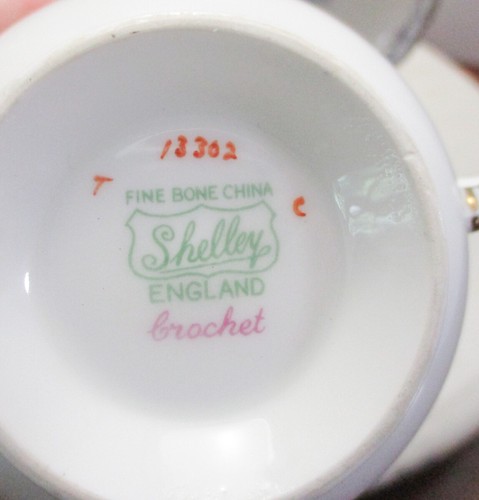 13302
T
FINE BONE CHINA
C
Shelley
ENGLAND
Crochet